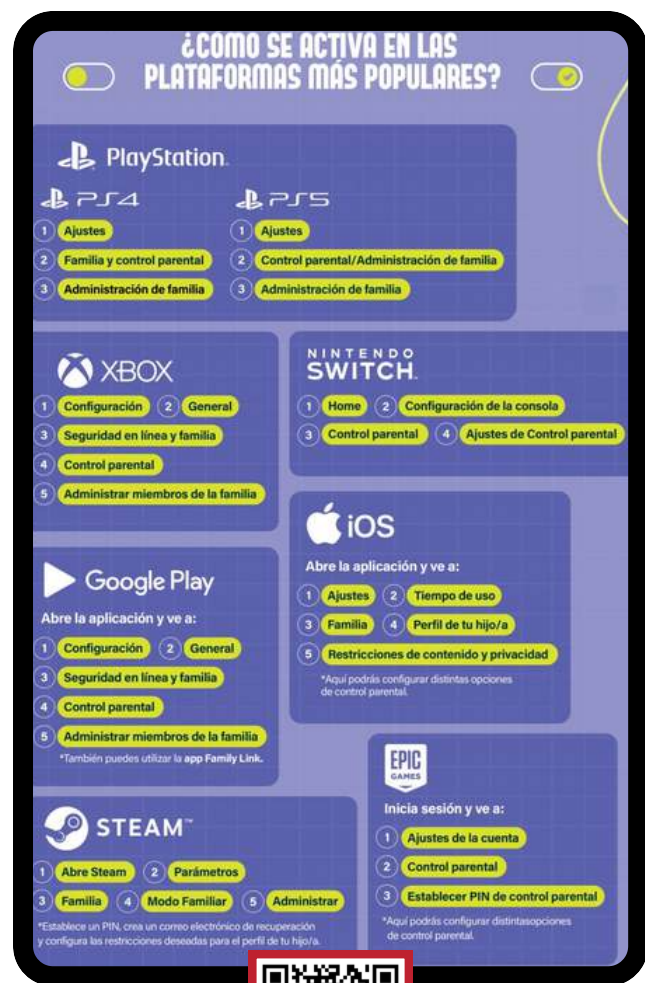 ¿CÓMO SE ACTIVA EN LAS
PLATAFORMAS MÁS POPULARES?
PlayStation.
PS4
1 Ajustes
2 Familia y control parental
3 Administración de familia
PS5
1 Ajustes
2 Control parental/Administración de familia
3 Administración de familia
XBOX
1 Configuración 2 General
3 Seguridad en línea y familia
4 Control parental
5 Administrar miembros de la familia
NINTENDO
SWITCH
1 Home 2 Configuración de la consola
3 Control parental 4 Ajustes de Control parental
iOS
Abre la aplicación y ve a:
1 Ajustes 2 Tiempo de uso
3 Familia 4 Perfil de tu hijo/a
5 Restricciones de contenido y privacidad
*Aquí podrás configurar distintas opciones
de control parental.
Google Play
Abre la aplicación y ve a:
1 Configuración 2 General
3 Seguridad en línea y familia
4 Control parental
5 Administrar miembros de la familia
*También puedes utilizar la app Family Link.
EPIC
GAMES
Inicia sesión y ve a:
1 Ajustes de la cuenta
2 Control parental
3 Establecer PIN de control parental
*Aquí podrás configurar distintasopciones
de control parental.
STEAM™
1 Abre Steam 2 Parámetros
3 Familia 4 Modo Familiar 5 Administrar
*Establece un PIN, crea un correo electrónico de recuperación
y configura las restricciones deseadas para el perfil de tu hijo/a.